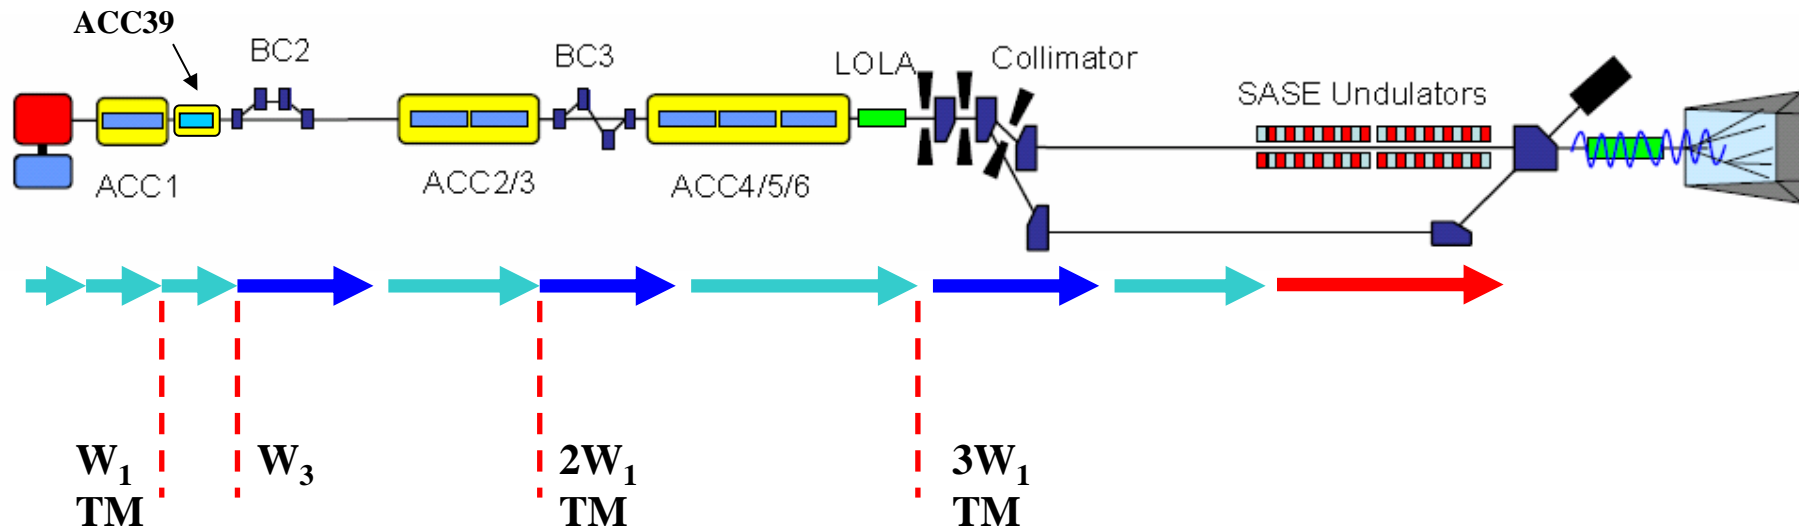 ACC39
BC2
BC3
LOLA
Collimator
SASE Undulators
ACC1
ACC2/3
ACC4/5/6
W₁
TM
W₃
2W₁
TM
3W₁
TM